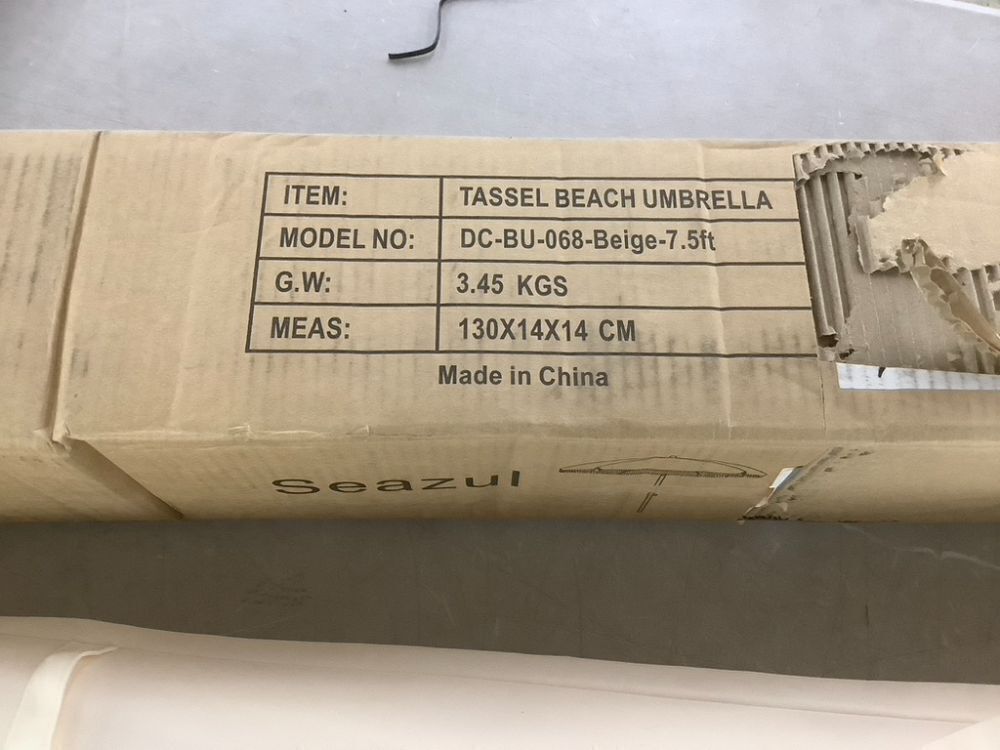 ITEM: TASSEL BEACH UMBRELLA
MODEL NO: DC-BU-068-Beige-7.5ft
G.W: 3.45 KGS
MEAS: 130X14X14 CM
Made in China
Seazul